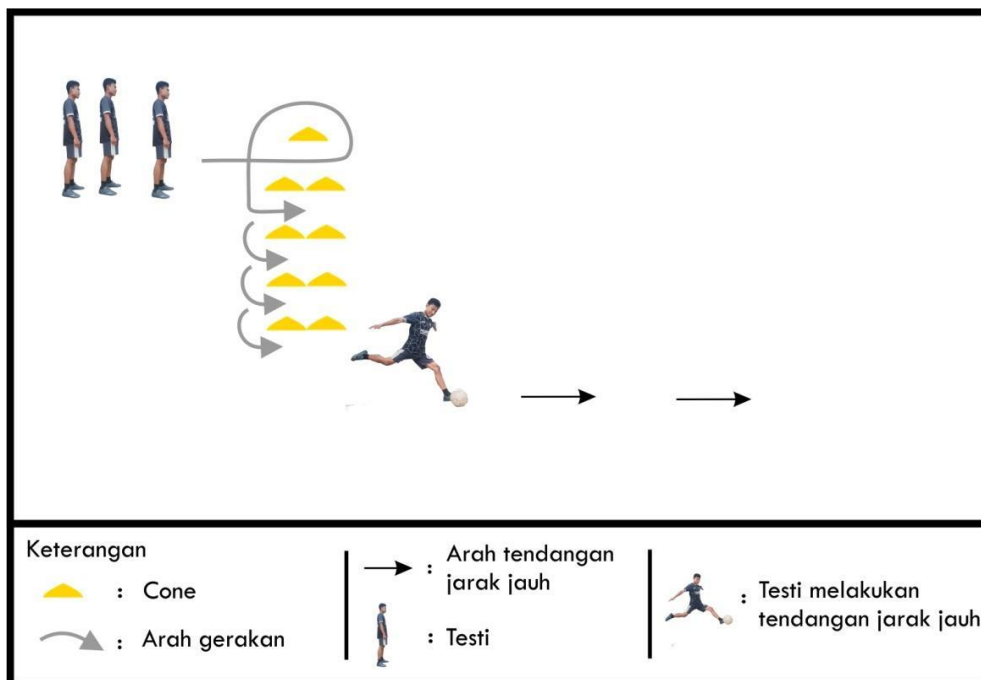 Keterangan
: Cone
: Arah gerakan
: Arah tendangan
jarak jauh
: Testi
: Testi melakukan
tendangan jarak jauh